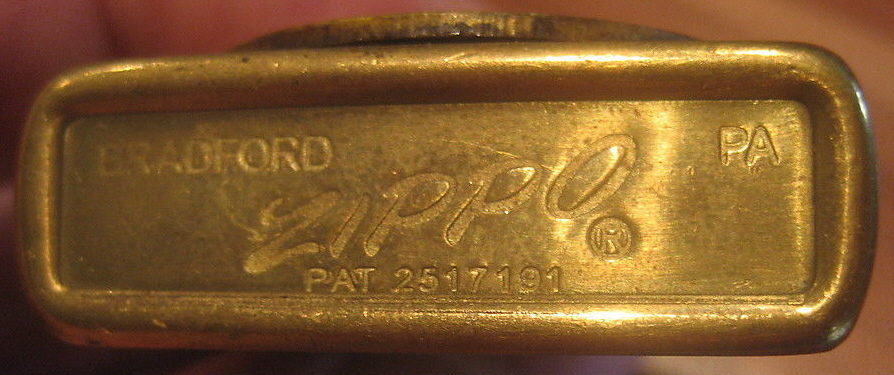 BRADFORD PA
ZIPPO ®
PAT 2517191